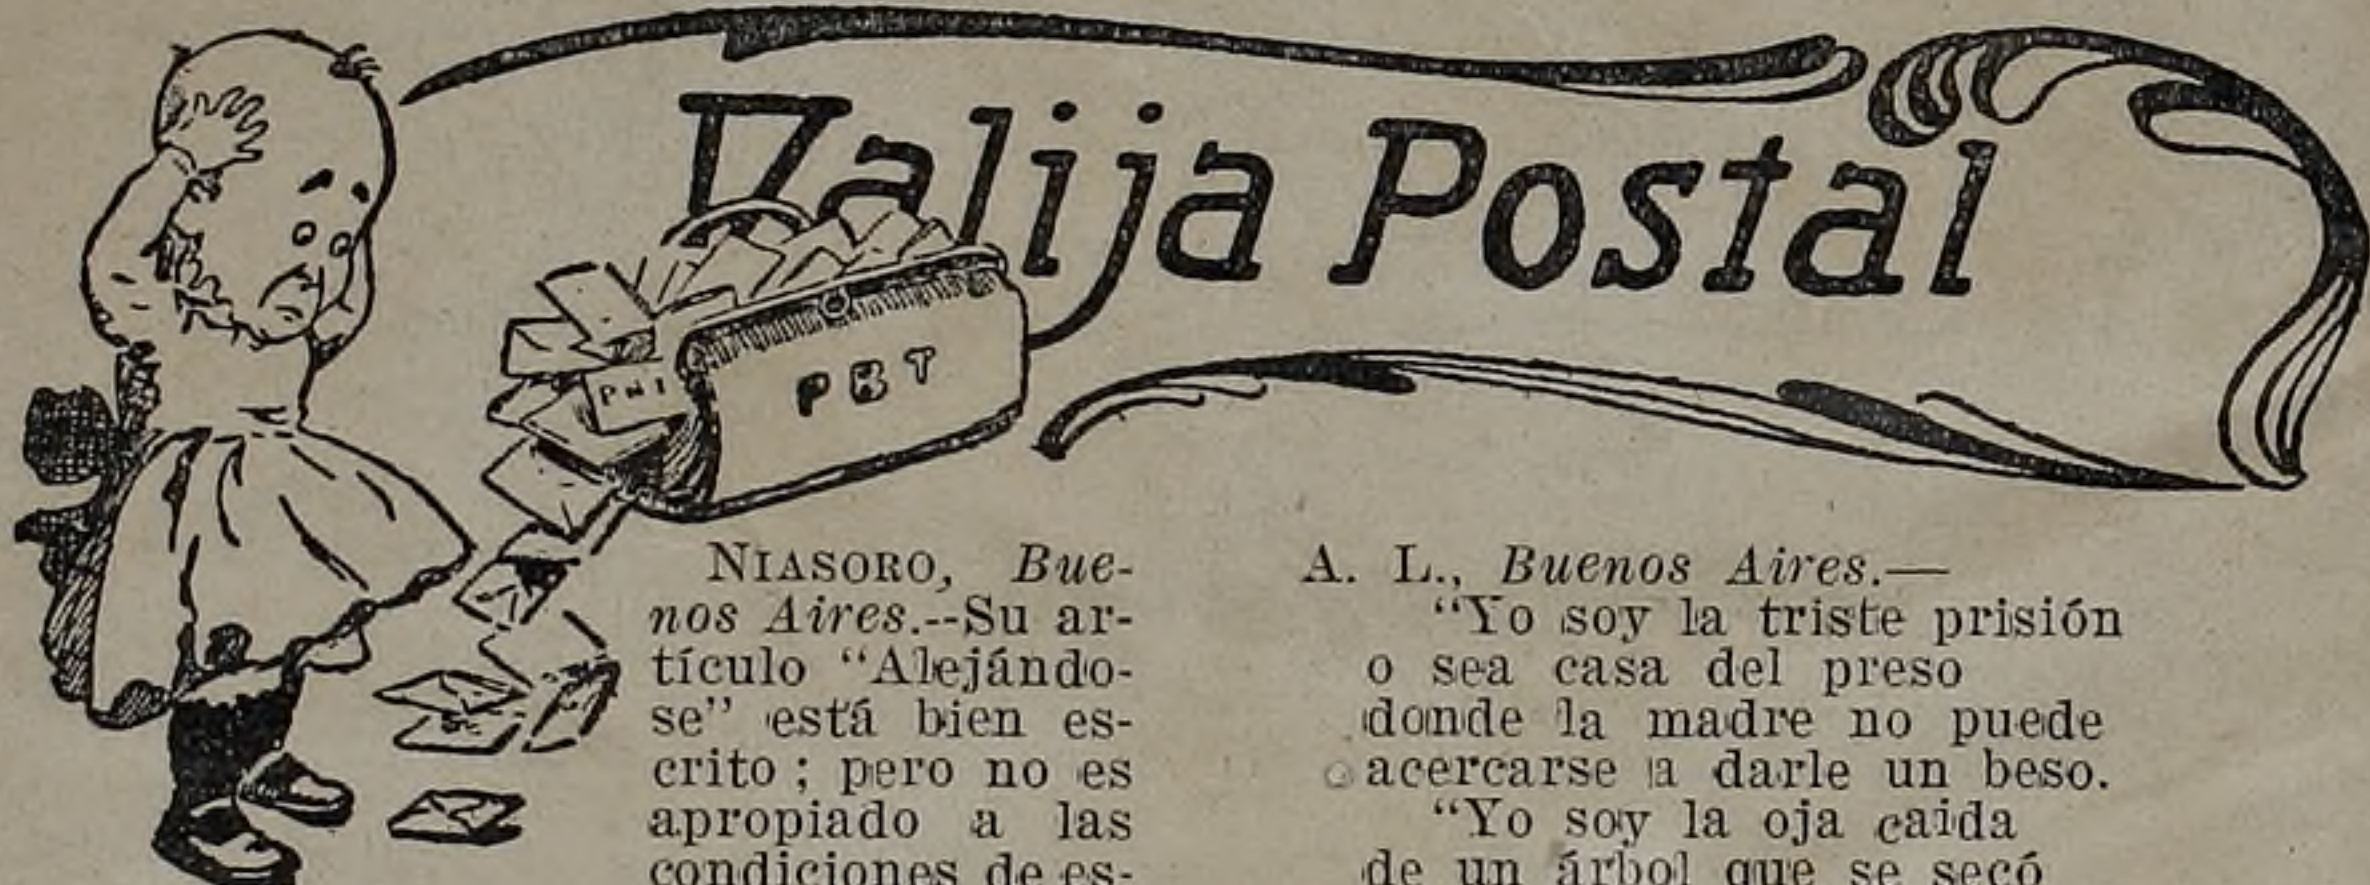 Valija Postal
PBT
NIASORO, Bue-
nos Aires.--Su ar-
tículo “Alejándo-
se” está bien es-
crito; pero no es
apropiado a las
condiciones de es-
A. L., Buenos Aires.—
“Yo soy la triste prisión
o sea casa del preso
donde la madre no puede
acercarse a darle un beso.
“Yo soy la oja caida
de un árbol que se secó